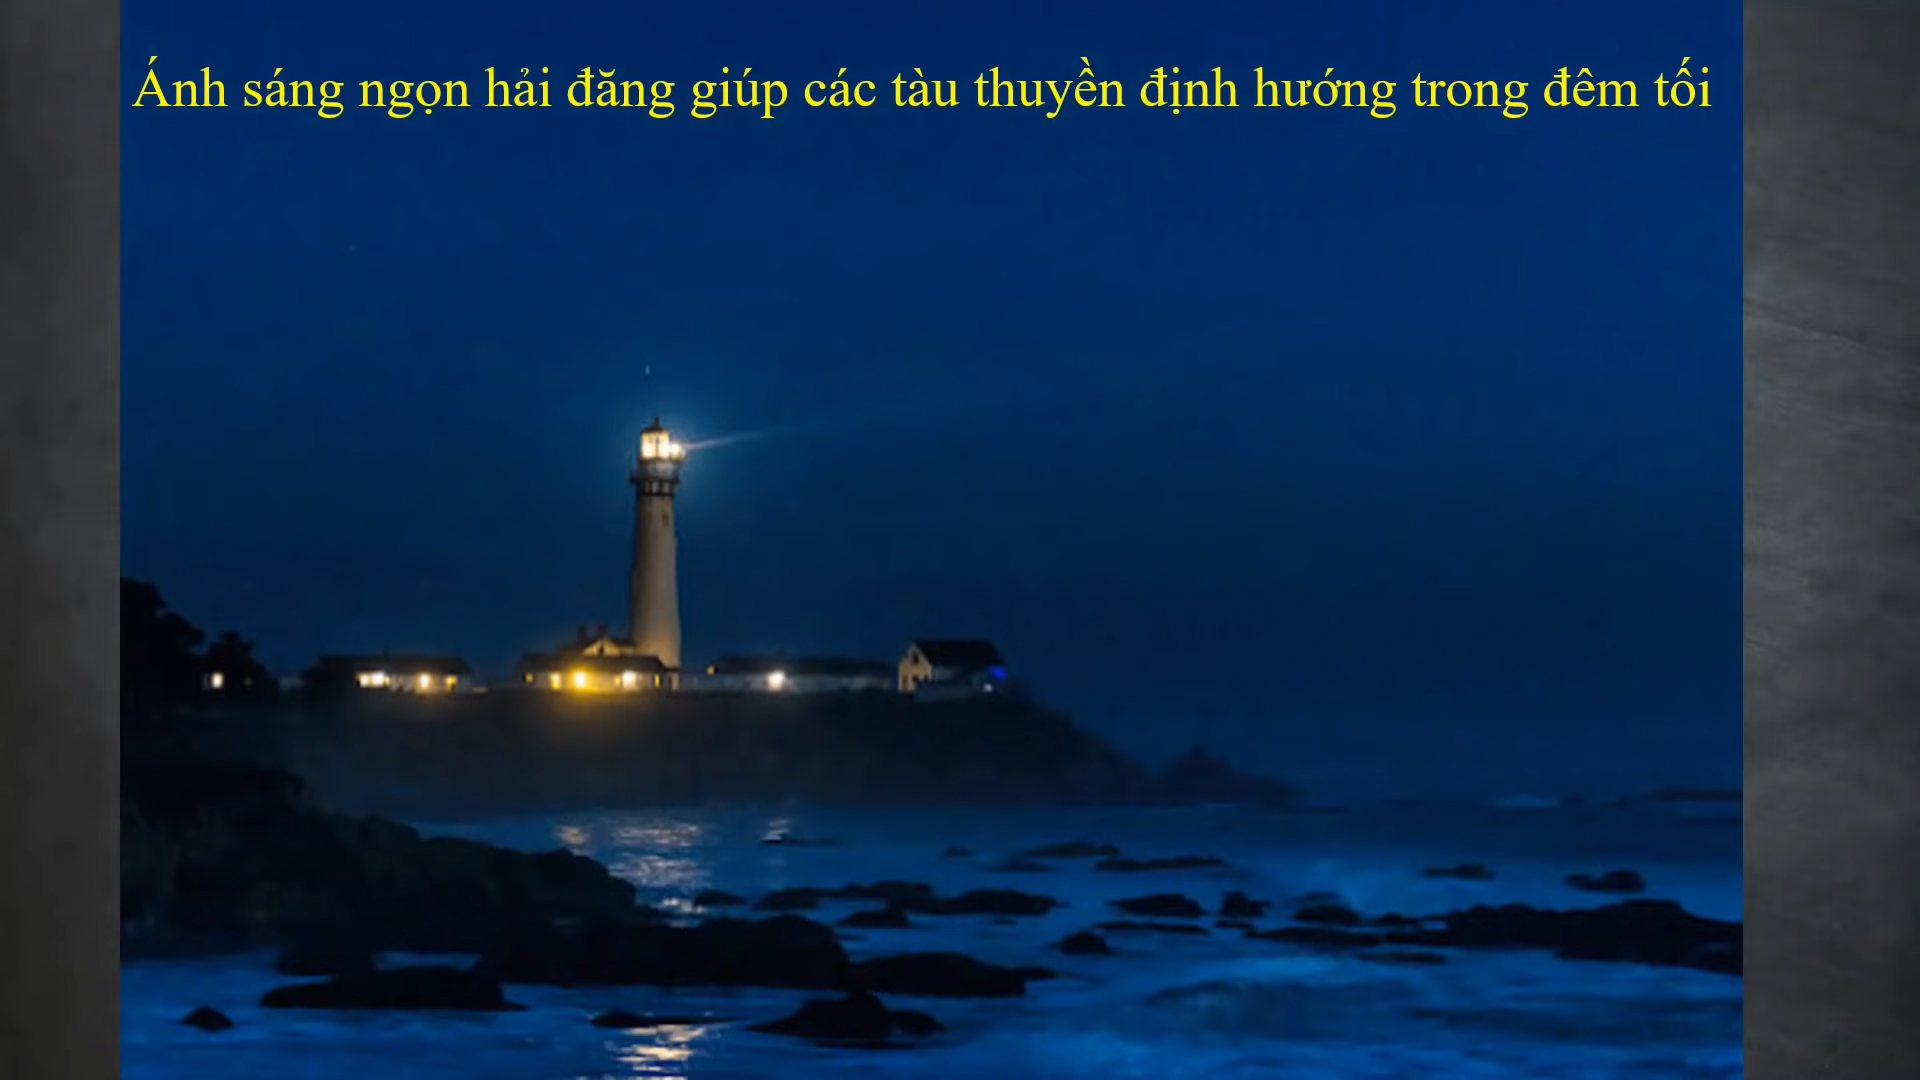 Ánh sáng ngọn hải đăng giúp các tàu thuyền định hướng trong đêm tối